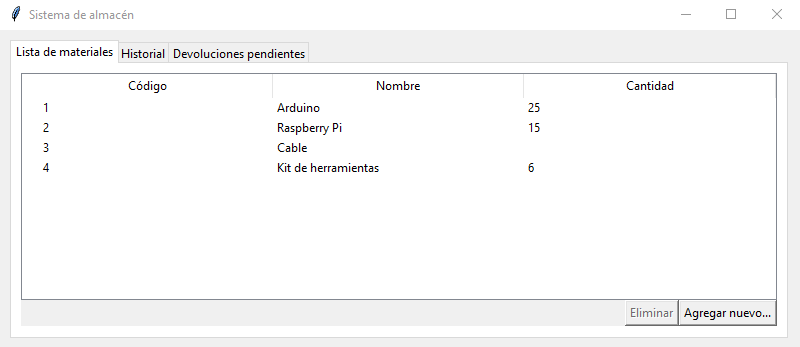 Sistema de almacén
Lista de materiales Historial Devoluciones pendientes
Código Nombre Cantidad
1 Arduino 25
2 Raspberry Pi 15
3 Cable
4 Kit de herramientas 6
Eliminar Agregar nuevo...